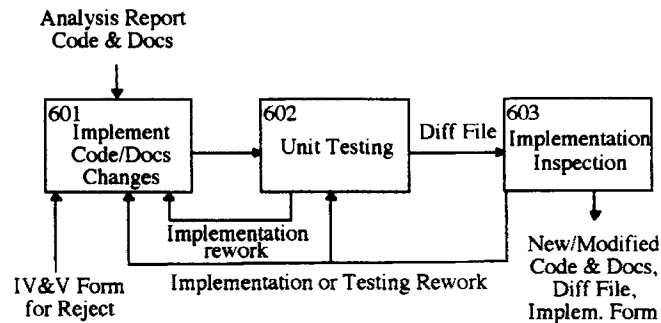 Analysis Report
Code & Docs
601
Implement
Code/Docs
Changes
602
Unit Testing
Diff File
603
Implementation
Inspection
Implementation
rework
Implementation or Testing Rework
IV&V Form
for Reject
New/Modified
Code & Docs,
Diff File,
Implem. Form